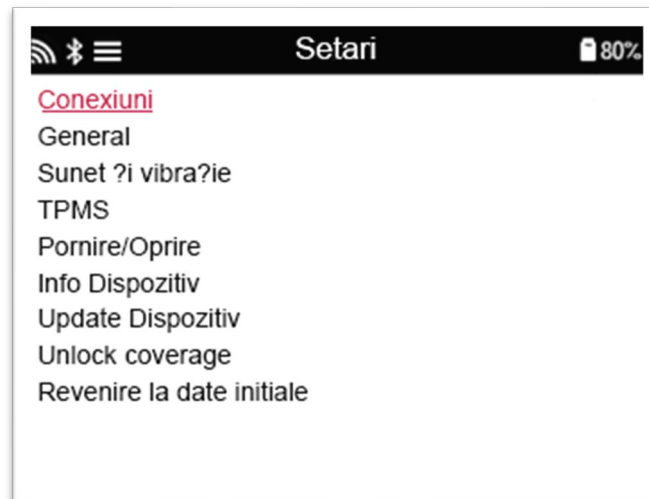 Setari
80%
Conexiuni
General
Sunet ?i vibra?ie
TPMS
Pornire/Oprire
Info Dispozitiv
Update Dispozitiv
Unlock coverage
Revenire la date initiale